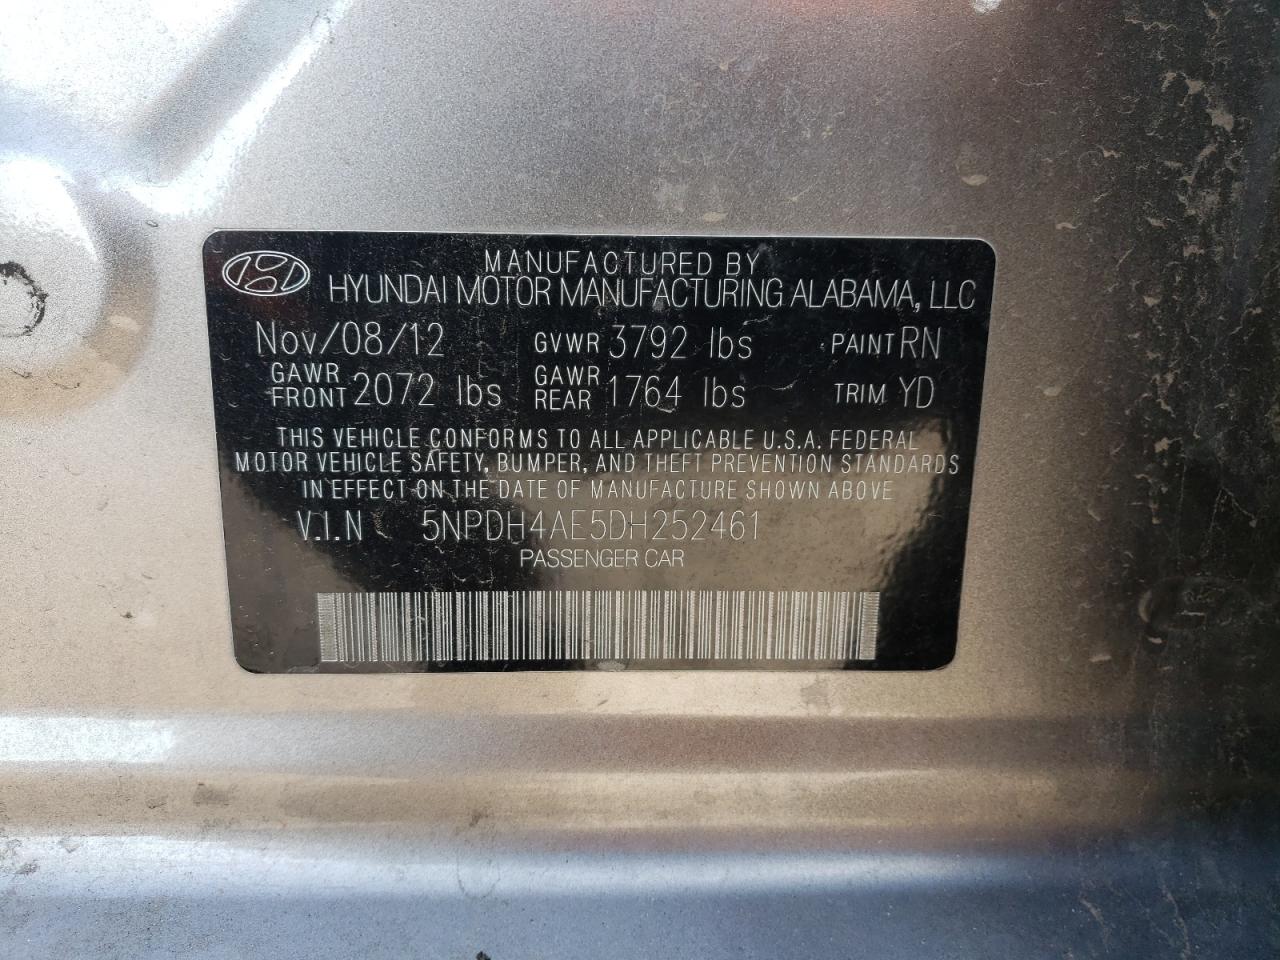 MANUFACTURED BY
HYUNDAI MOTOR MANUFACTURING ALABAMA, LLC
Nov/08/12 GVWR 3792 lbs PAINT RN
GAWR FRONT 2072 lbs GAWR REAR 1764 lbs TRIM YD
THIS VEHICLE CONFORMS TO ALL APPLICABLE U.S.A. FEDERAL
MOTOR VEHICLE SAFETY, BUMPER, AND THEFT PREVENTION STANDARDS
IN EFFECT ON THE DATE OF MANUFACTURE SHOWN ABOVE
V.I.N 5NPDH4AE5DH252461
PASSENGER CAR